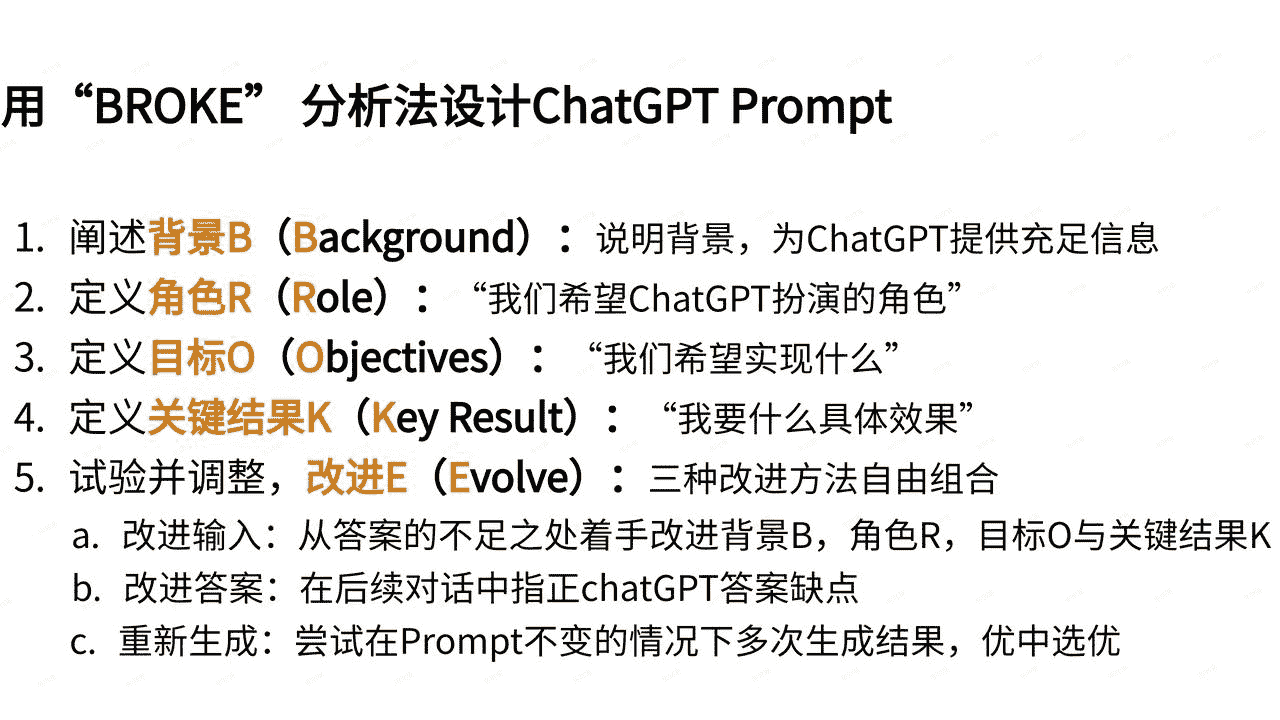 用“BROKE” 分析法设计ChatGPT Prompt
1. 阐述背景B（Background）：说明背景，为ChatGPT提供充足信息
2. 定义角色R（Role）：“我们希望ChatGPT扮演的角色”
3. 定义目标O（Objectives）：“我们希望实现什么”
4. 定义关键结果K（Key Result）：“我要什么具体效果”
5. 试验并调整，改进E（Evolve）：三种改进方法自由组合
a. 改进输入：从答案的不足之处着手改进背景B，角色R，目标O与关键结果K
b. 改进答案：在后续对话中指正chatGPT答案缺点
c. 重新生成：尝试在Prompt不变的情况下多次生成结果，优中选优